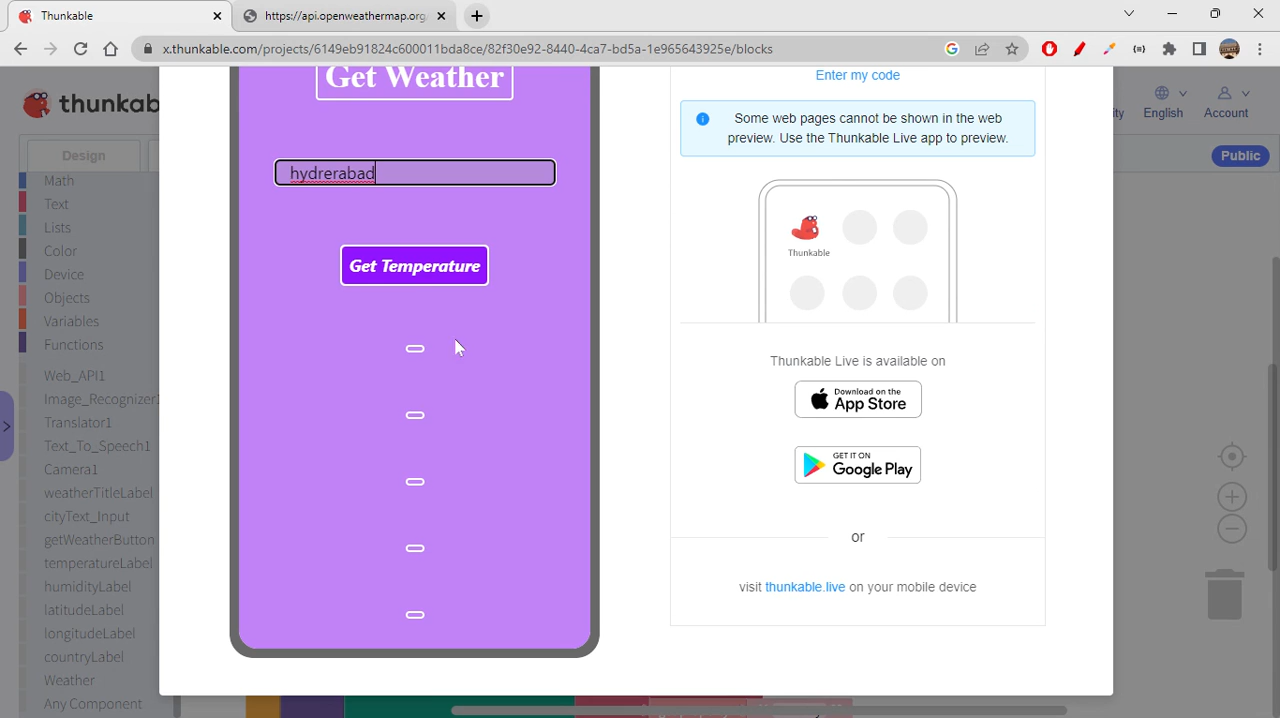 Thunkable
https://api.openweathermap.org
x.thunkable.com/projects/6149eb91824c600011bda8ce/82f30e92-8440-4ca7-bd5a-1e965643925e/blocks
thunkab
English
Account
Design
Public
Math
Text
Lists
Color
Device
Objects
Variables
Functions
Web_API1
Image_Recognizer1
Translator1
Text_To_Speech1
Camera1
weatherTitleLabel
cityText_Input
getWeatherButton
temperatureLabel
humidityLabel
latitudeLabel
longitudeLabel
countryLabel
Weather
Any Component
Get Weather
hydrerabad
Get Temperature
Enter my code
Some web pages cannot be shown in the web
preview. Use the Thunkable Live app to preview.
Thunkable
Thunkable Live is available on
Download on the
App Store
GET IT ON
Google Play
or
visit thunkable.live on your mobile device